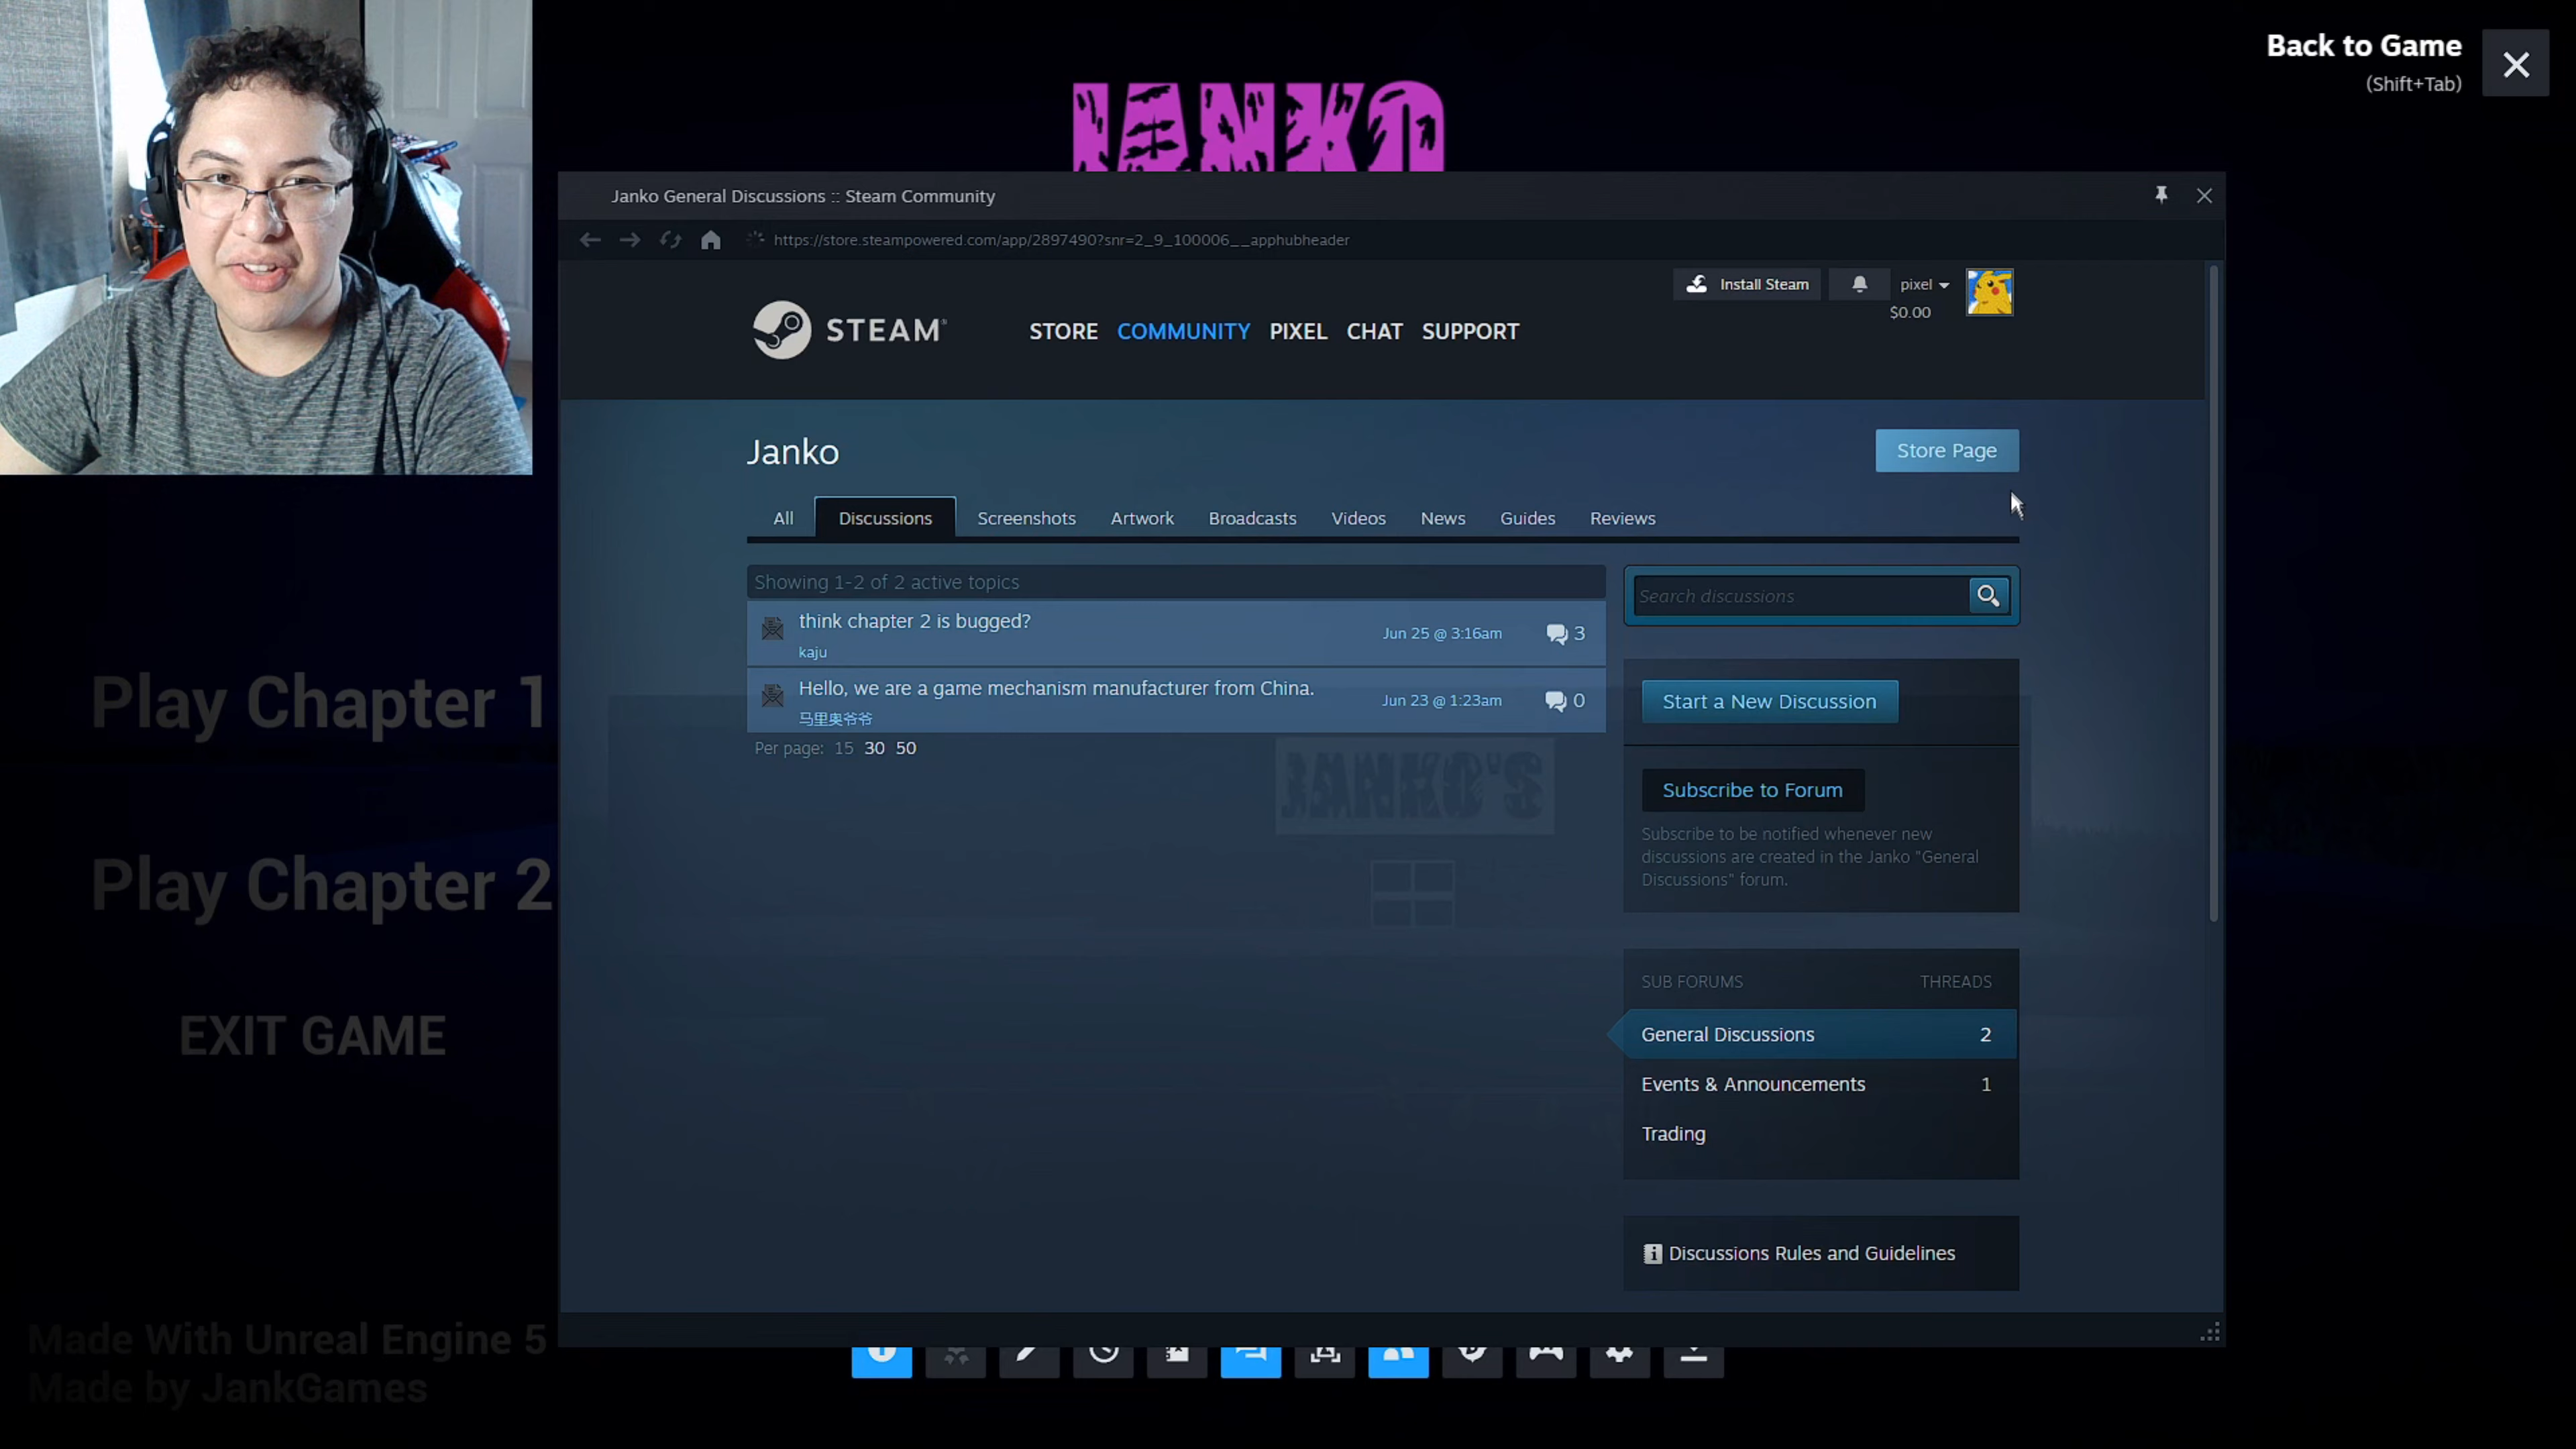 Back to Game
(Shift+Tab)
JANKO
Janko General Discussions :: Steam Community
https://store.steampowered.com/app/2897490?snr=2_9_100006__apphubheader
Install Steam
pixel
$0.00
STEAM
STORE COMMUNITY PIXEL CHAT SUPPORT
Janko
Store Page
All Discussions Screenshots Artwork Broadcasts Videos News Guides Reviews
Showing 1-2 of 2 active topics
Search discussions
think chapter 2 is bugged?
Jun 25 @ 3:16am
3
kaju
Hello, we are a game mechanism manufacturer from China.
Jun 23 @ 1:23am
0
马里奥爷爷
Per page: 15 30 50
Start a New Discussion
Subscribe to Forum
Subscribe to be notified whenever new
discussions are created in the Janko "General
Discussions" forum.
SUB FORUMS THREADS
General Discussions 2
Events & Announcements 1
Trading
Discussions Rules and Guidelines
JANKO'S
Play Chapter 1
Play Chapter 2
EXIT GAME
Made With Unreal Engine 5
Made by JankGames